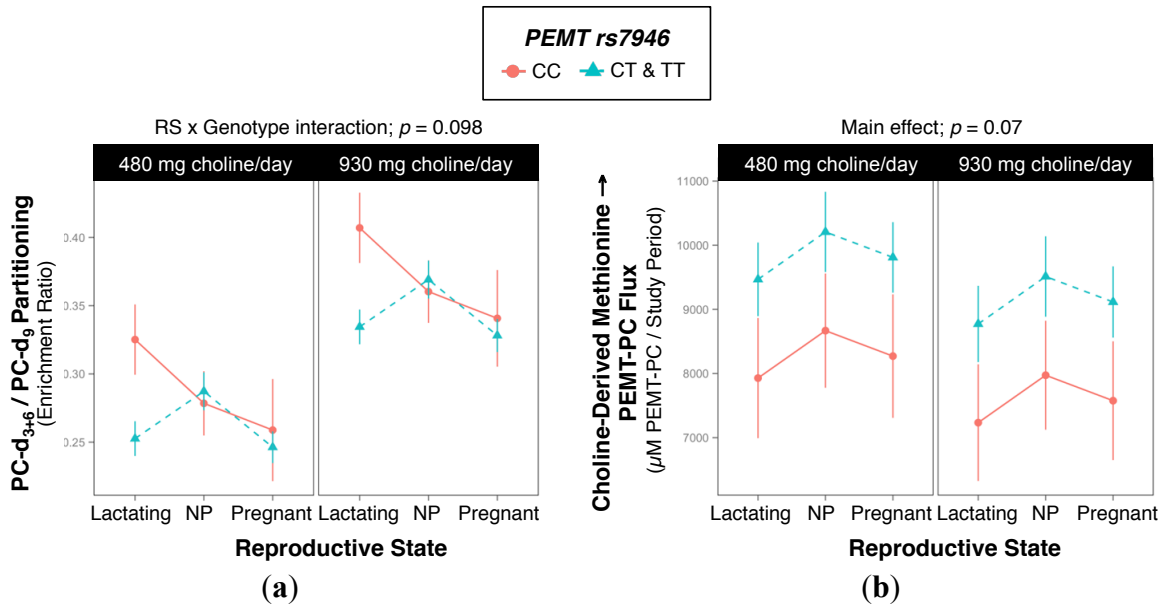 PEMT rs7946
CC CT & TT
RS x Genotype interaction; p = 0.098
480 mg choline/day 930 mg choline/day
PC-d3+6 / PC-d9 Partitioning
(Enrichment Ratio)
0.40
0.35
0.30
0.25
Lactating NP Pregnant Lactating NP Pregnant
Reproductive State
(a)
Main effect; p = 0.07
480 mg choline/day 930 mg choline/day
Choline-Derived Methionine →
PEMT-PC Flux
(µM PEMT-PC / Study Period)
11000
10000
9000
8000
7000
Lactating NP Pregnant Lactating NP Pregnant
Reproductive State
(b)